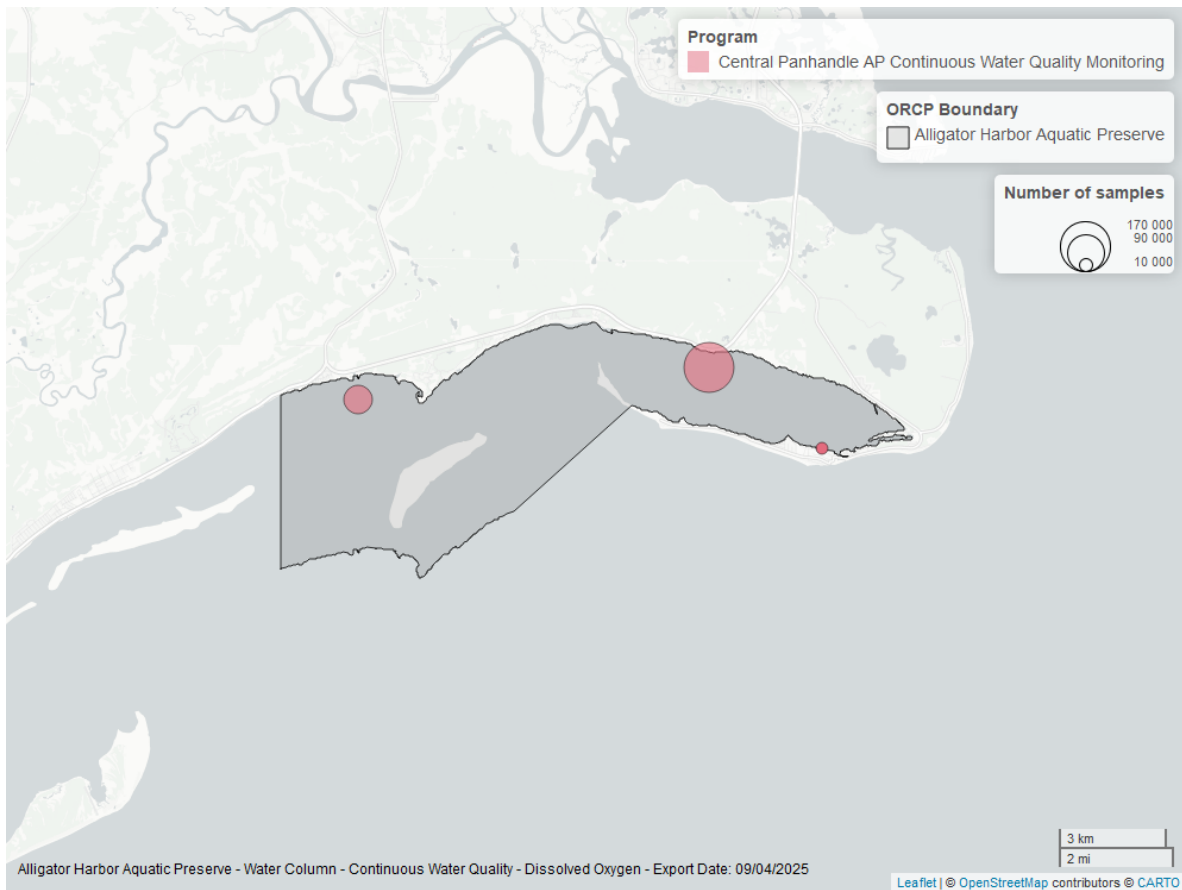 Program
Central Panhandle AP Continuous Water Quality Monitoring
ORCP Boundary
Alligator Harbor Aquatic Preserve
Number of samples
170 000
90 000
10 000
3 km
2 mi
Alligator Harbor Aquatic Preserve - Water Column - Continuous Water Quality - Dissolved Oxygen - Export Date: 09/04/2025
Leaflet | © OpenStreetMap contributors © CARTO